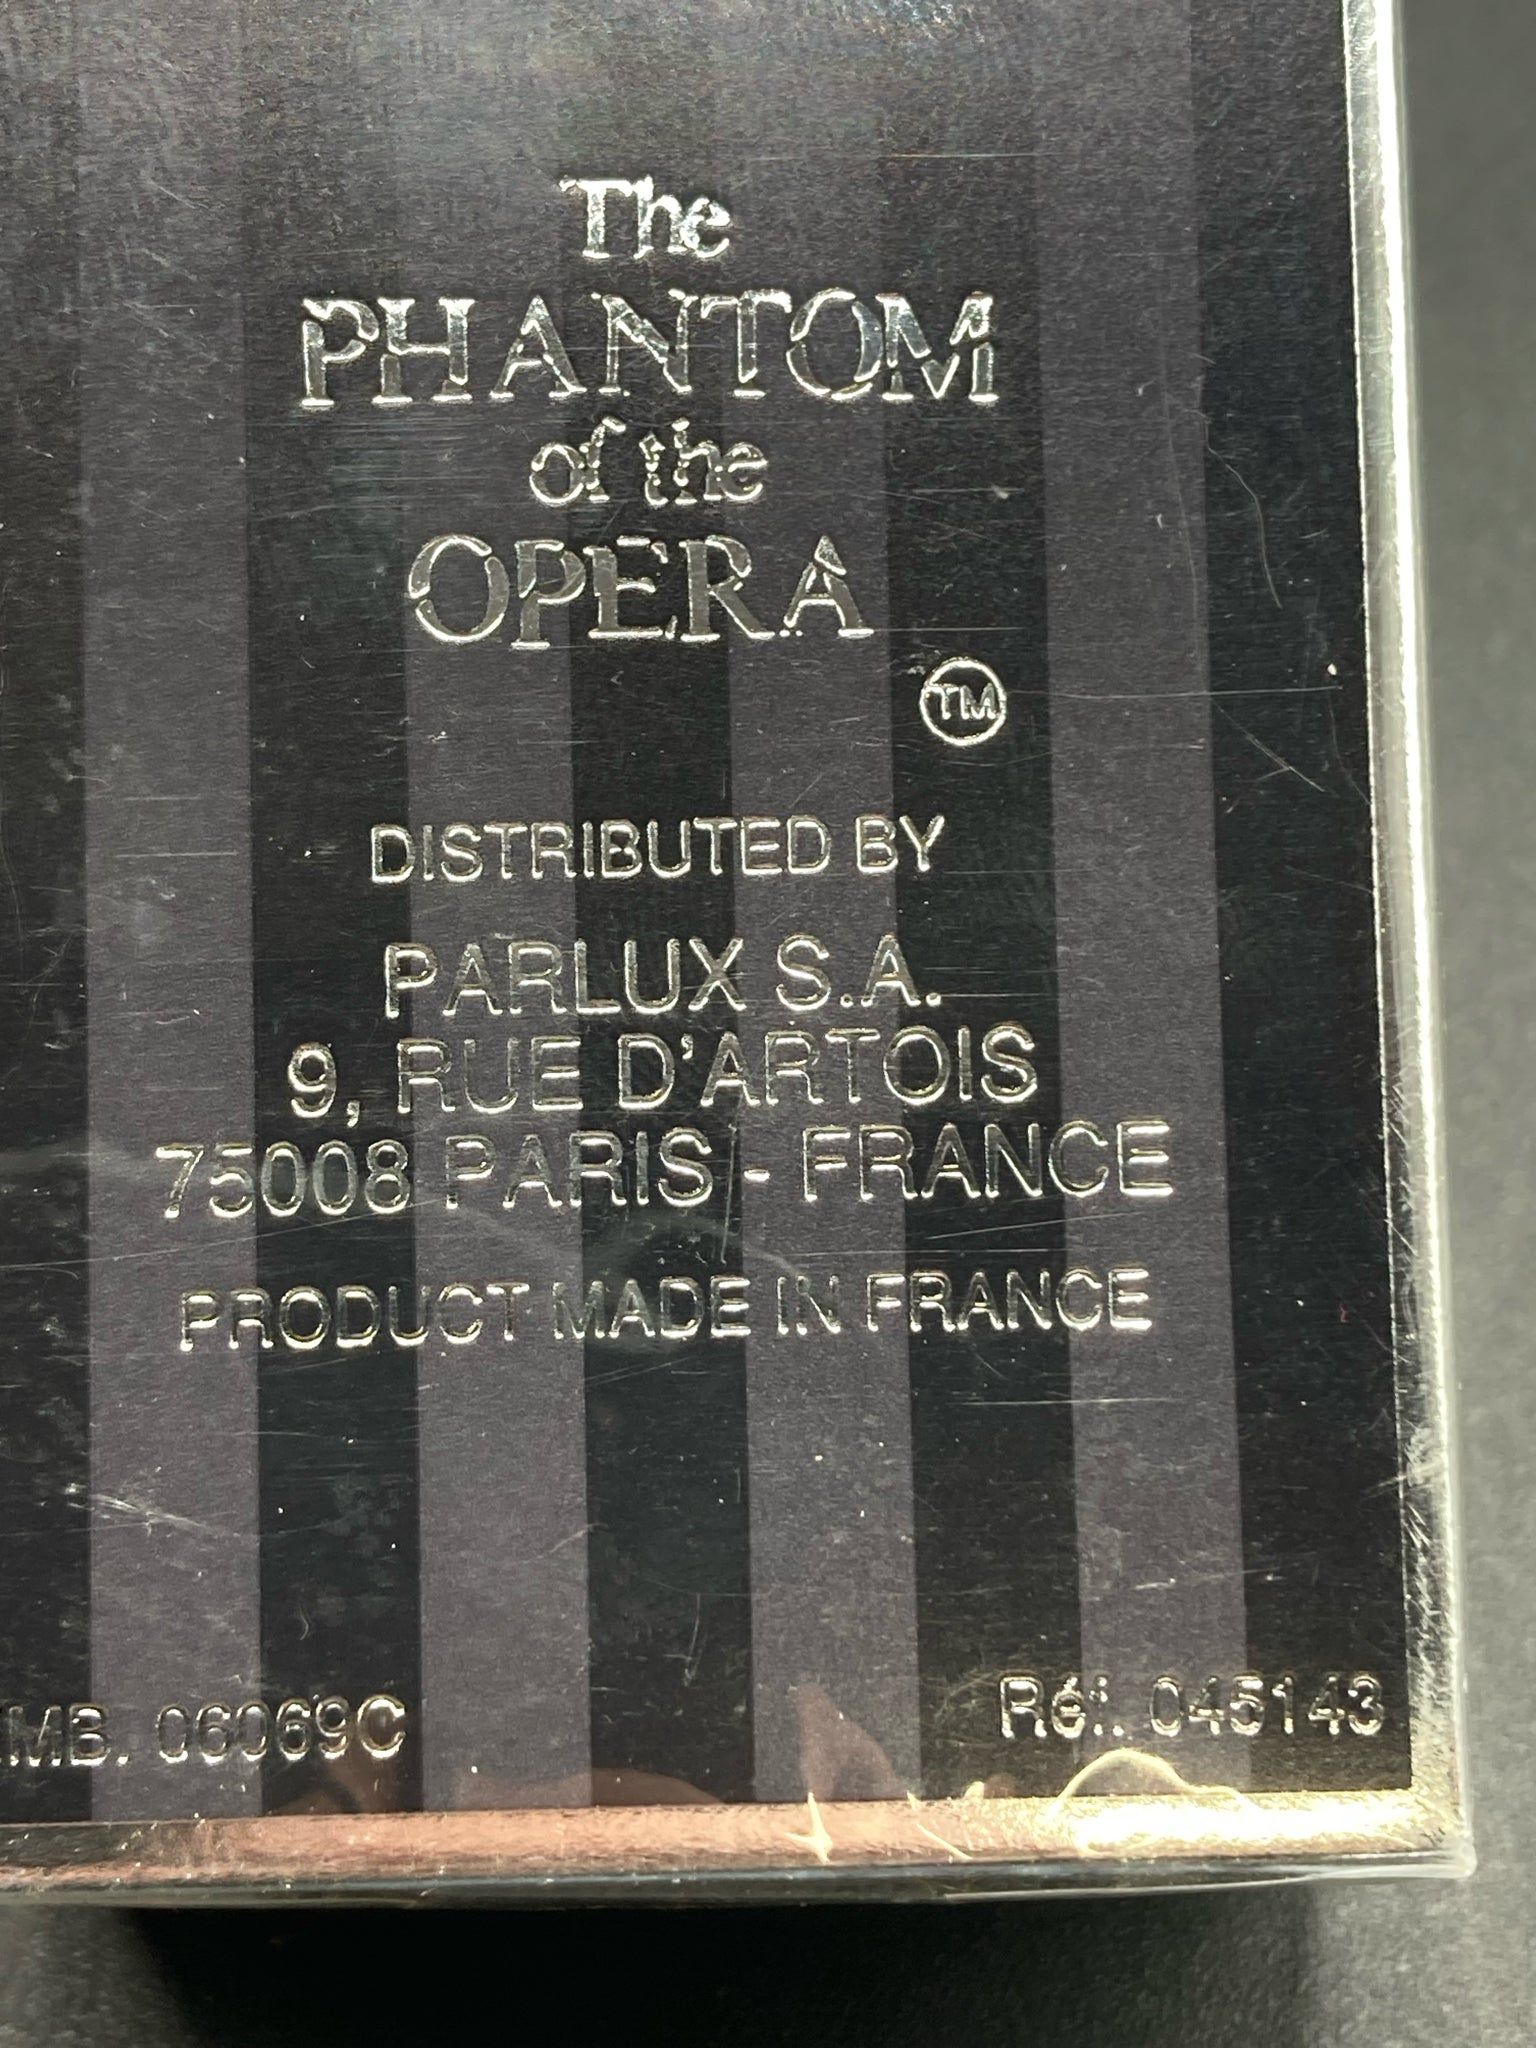 The
PHANTOM
of the
OPERA
TM
DISTRIBUTED BY
PARLUX S.A.
9, RUE D'ARTOIS
75008 PARIS - FRANCE
PRODUCT MADE IN FRANCE
MB. 06069C
Réf. 045143